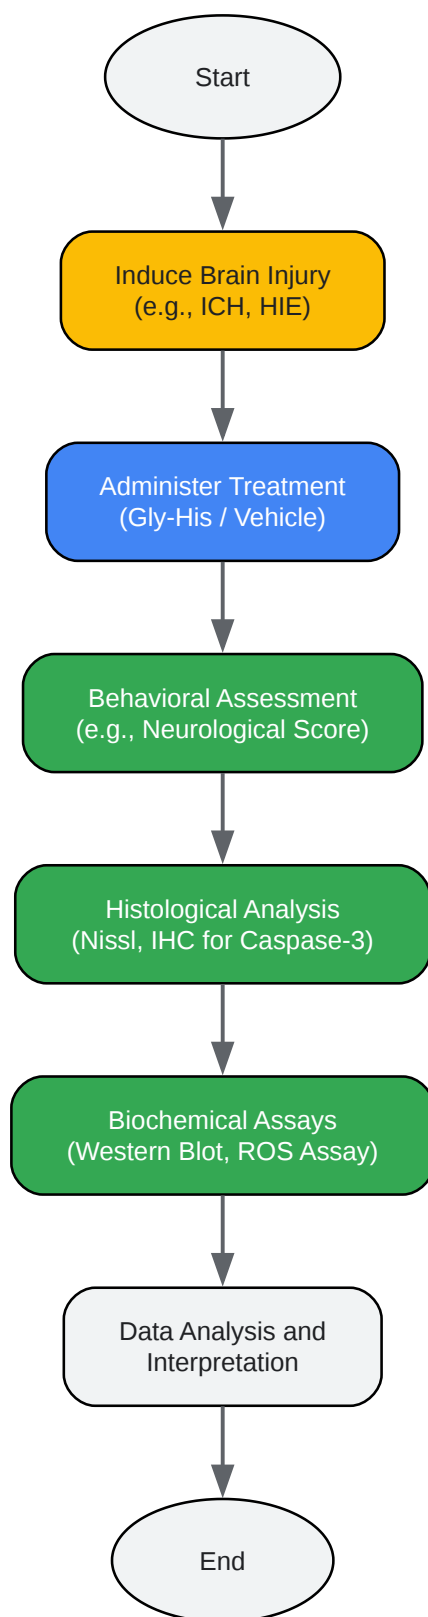 Start
Induce Brain Injury
(e.g., ICH, HIE)
Administer Treatment
(Gly-His / Vehicle)
Behavioral Assessment
(e.g., Neurological Score)
Histological Analysis
(Nissl, IHC for Caspase-3)
Biochemical Assays
(Western Blot, ROS Assay)
Data Analysis and
Interpretation
End